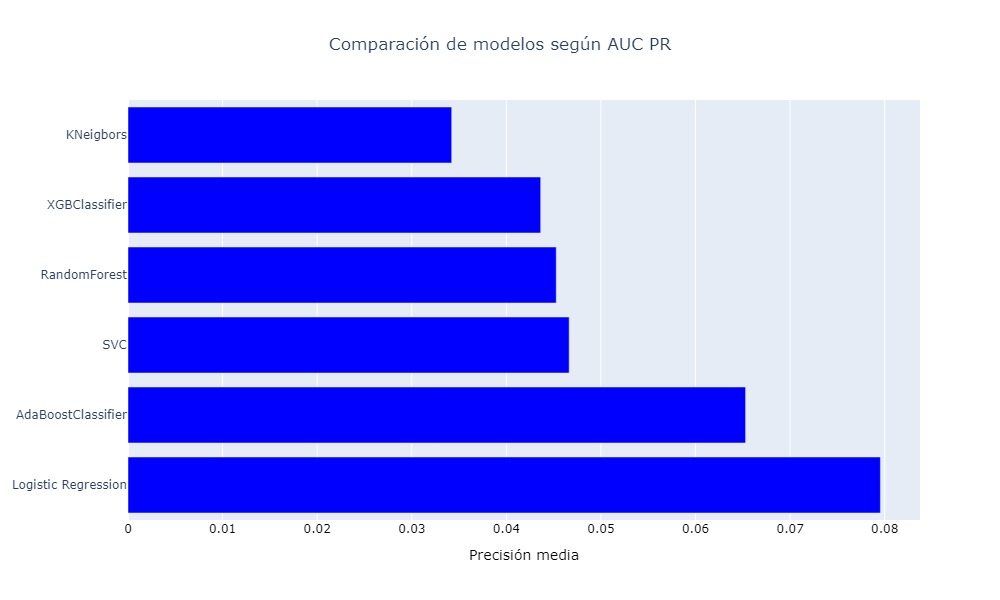 Comparación de modelos según AUC PR
KNeigbors
XGBClassifier
RandomForest
SVC
AdaBoostClassifier
Logistic Regression
0 0.01 0.02 0.03 0.04 0.05 0.06 0.07 0.08
Precisión media